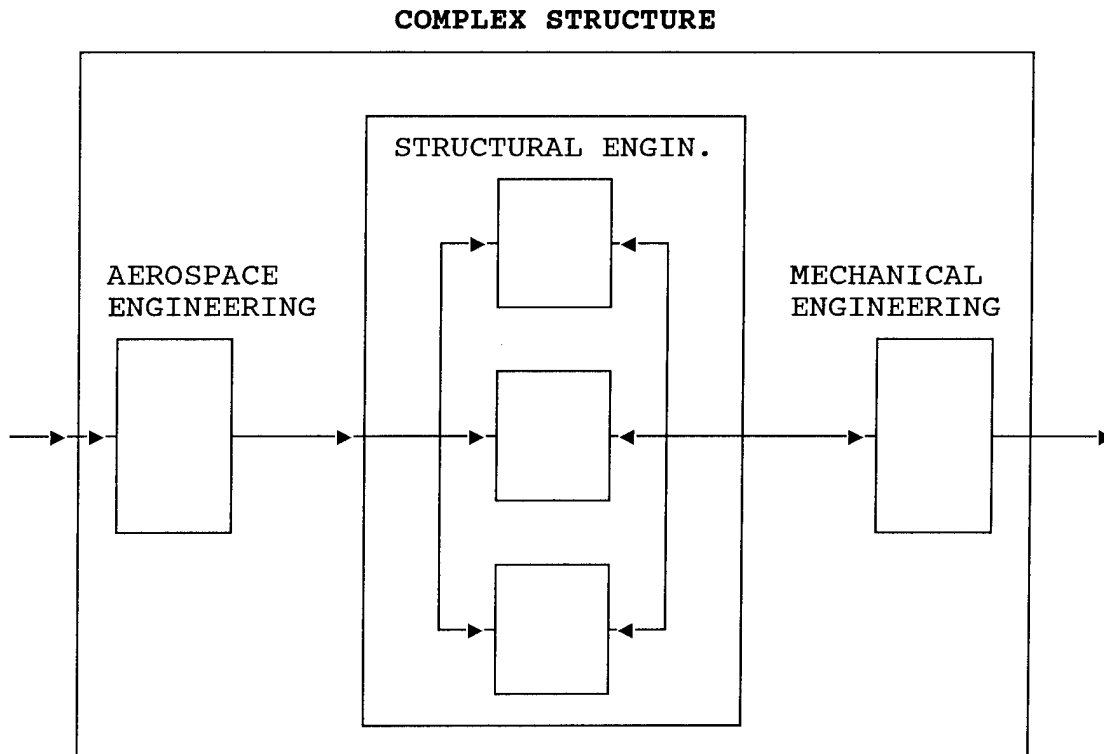 COMPLEX STRUCTURE
STRUCTURAL ENGIN.
AEROSPACE
ENGINEERING
MECHANICAL
ENGINEERING